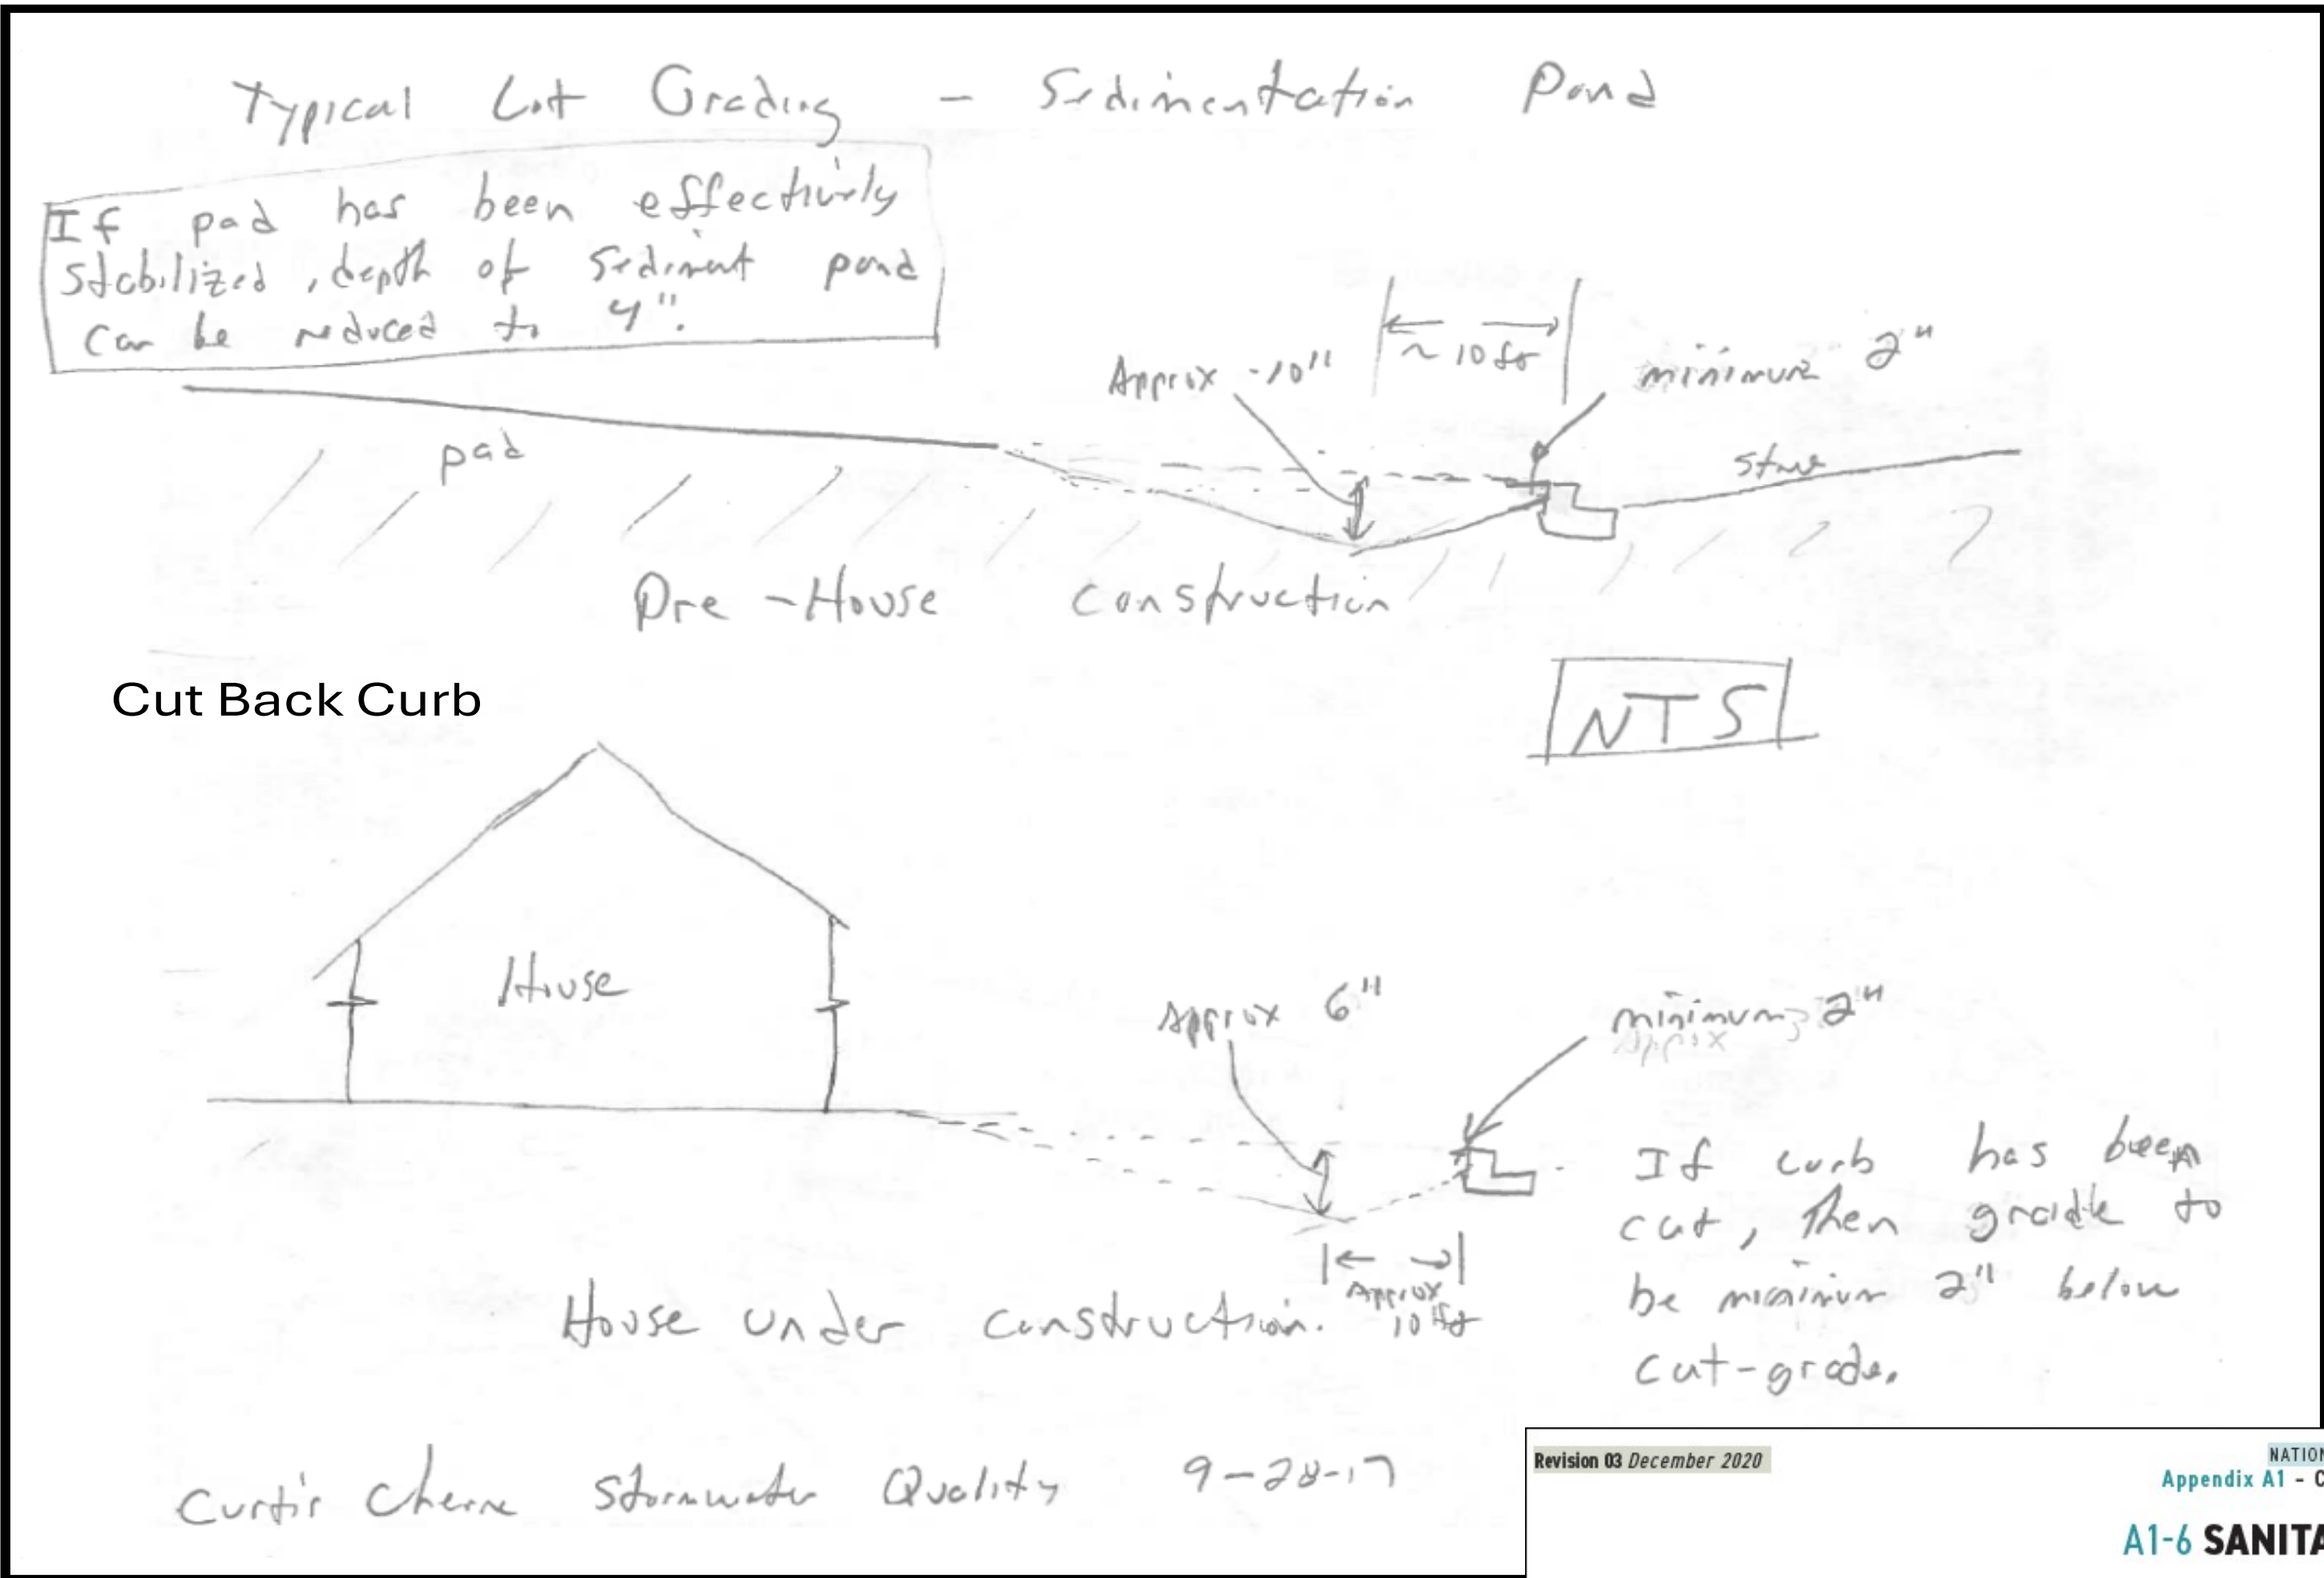 Typical Lot Grading - Sedimentation Pond
If pad has been effectively
stabilized, depth of sediment pond
can be reduced to 4".
~ 10 ft
Approx -10"
minimum 2"
pad
Pre-House Construction
Cut Back Curb
NTS
House
Approx 6"
minimum 2"
Approx
If curb has been
cut, then grade to
be minimum 2" below
cut-grade.
Approx
10 ft
House under construction.
Curtis Cherne Stormwater Quality 9-28-17
Revision 03 December 2020
NATION
Appendix A1 - C
A1-6 SANITA